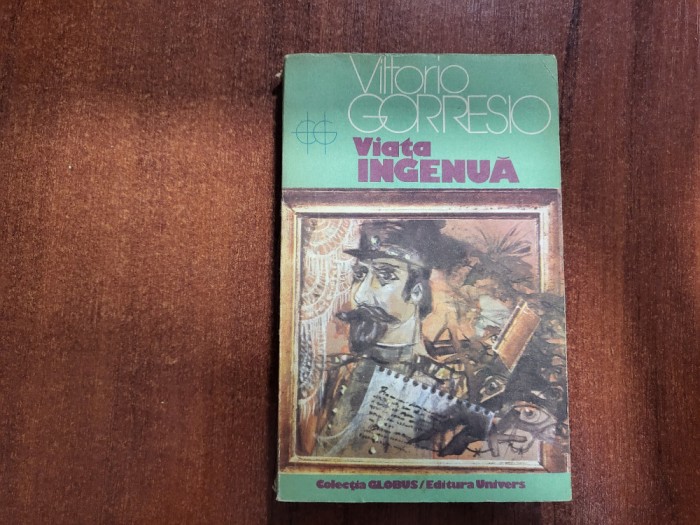 Vittorio
GORRESIO
Viața
INGENUĂ
Colecția GLOBUS/Editura Univers